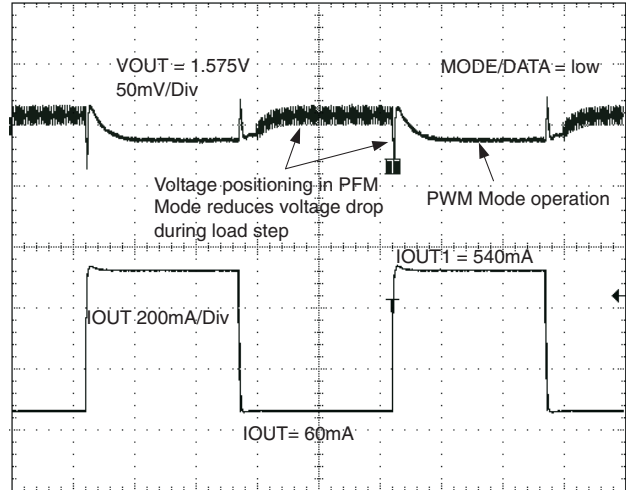 VOUT = 1.575V
50mV/Div
MODE/DATA = low
Voltage positioning in PFM
Mode reduces voltage drop
during load step
PWM Mode operation
IOUT1 = 540mA
IOUT 200mA/Div
IOUT= 60mA